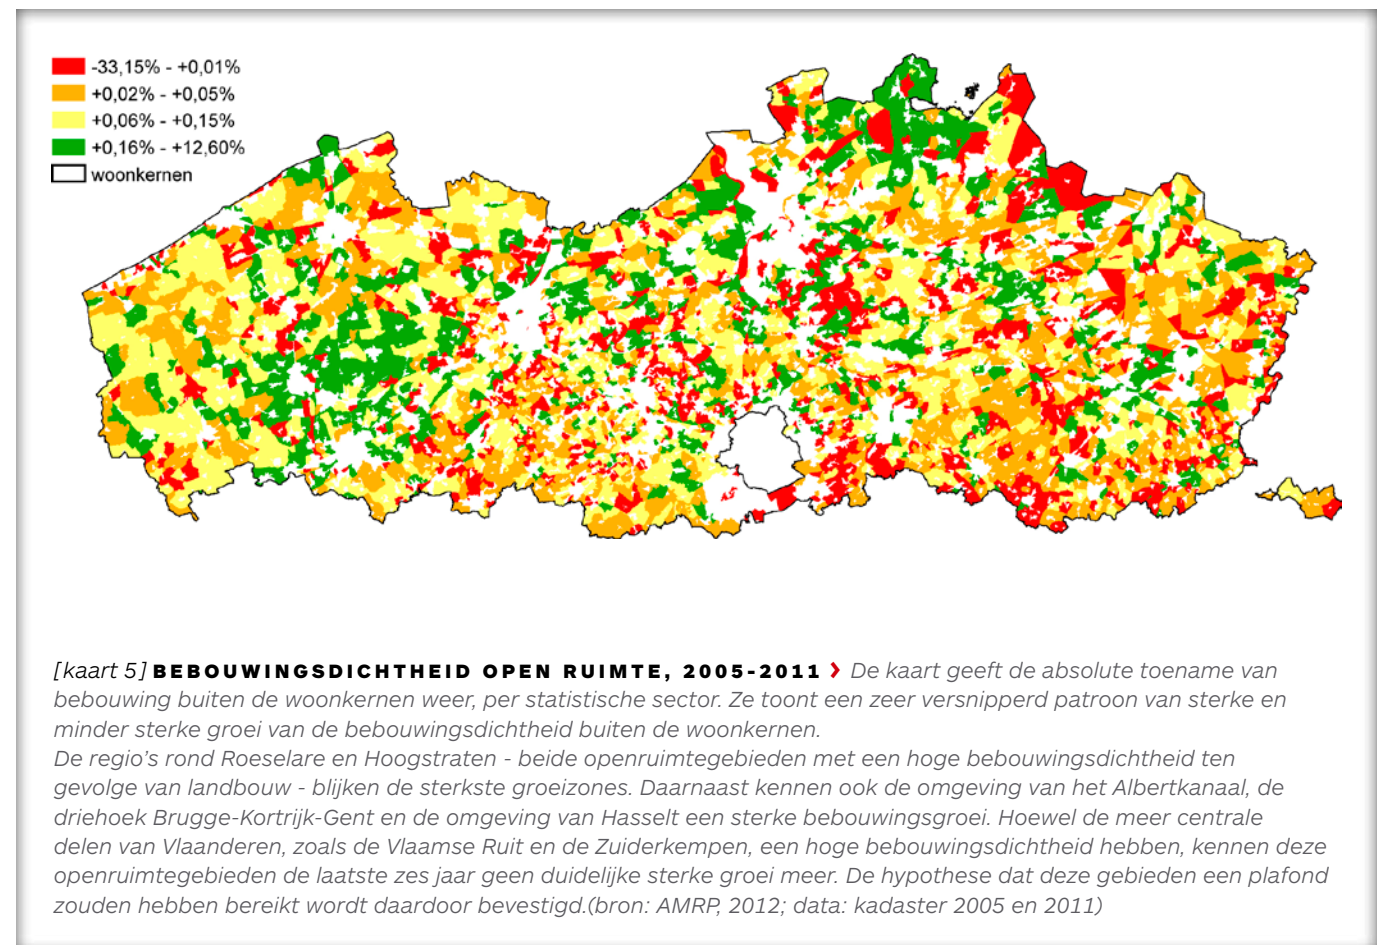 -33,15% - +0,01%
+0,02% - +0,05%
+0,06% - +0,15%
+0,16% - +12,60%
woonkernen
[kaart 5] BEBOUWINGSDICHTHEID OPEN RUIMTE, 2005-2011 > De kaart geeft de absolute toename van
bebouwing buiten de woonkernen weer, per statistische sector. Ze toont een zeer versnipperd patroon van sterke en
minder sterke groei van de bebouwingsdichtheid buiten de woonkernen.
De regio's rond Roeselare en Hoogstraten - beide openruimtegebieden met een hoge bebouwingsdichtheid ten
gevolge van landbouw - blijken de sterkste groeizones. Daarnaast kennen ook de omgeving van het Albertkanaal, de
driehoek Brugge-Kortrijk-Gent en de omgeving van Hasselt een sterke bebouwingsgroei. Hoewel de meer centrale
delen van Vlaanderen, zoals de Vlaamse Ruit en de Zuiderkempen, een hoge bebouwingsdichtheid hebben, kennen deze
openruimtegebieden de laatste zes jaar geen duidelijke sterke groei meer. De hypothese dat deze gebieden een plafond
zouden hebben bereikt wordt daardoor bevestigd.(bron: AMRP, 2012; data: kadaster 2005 en 2011)